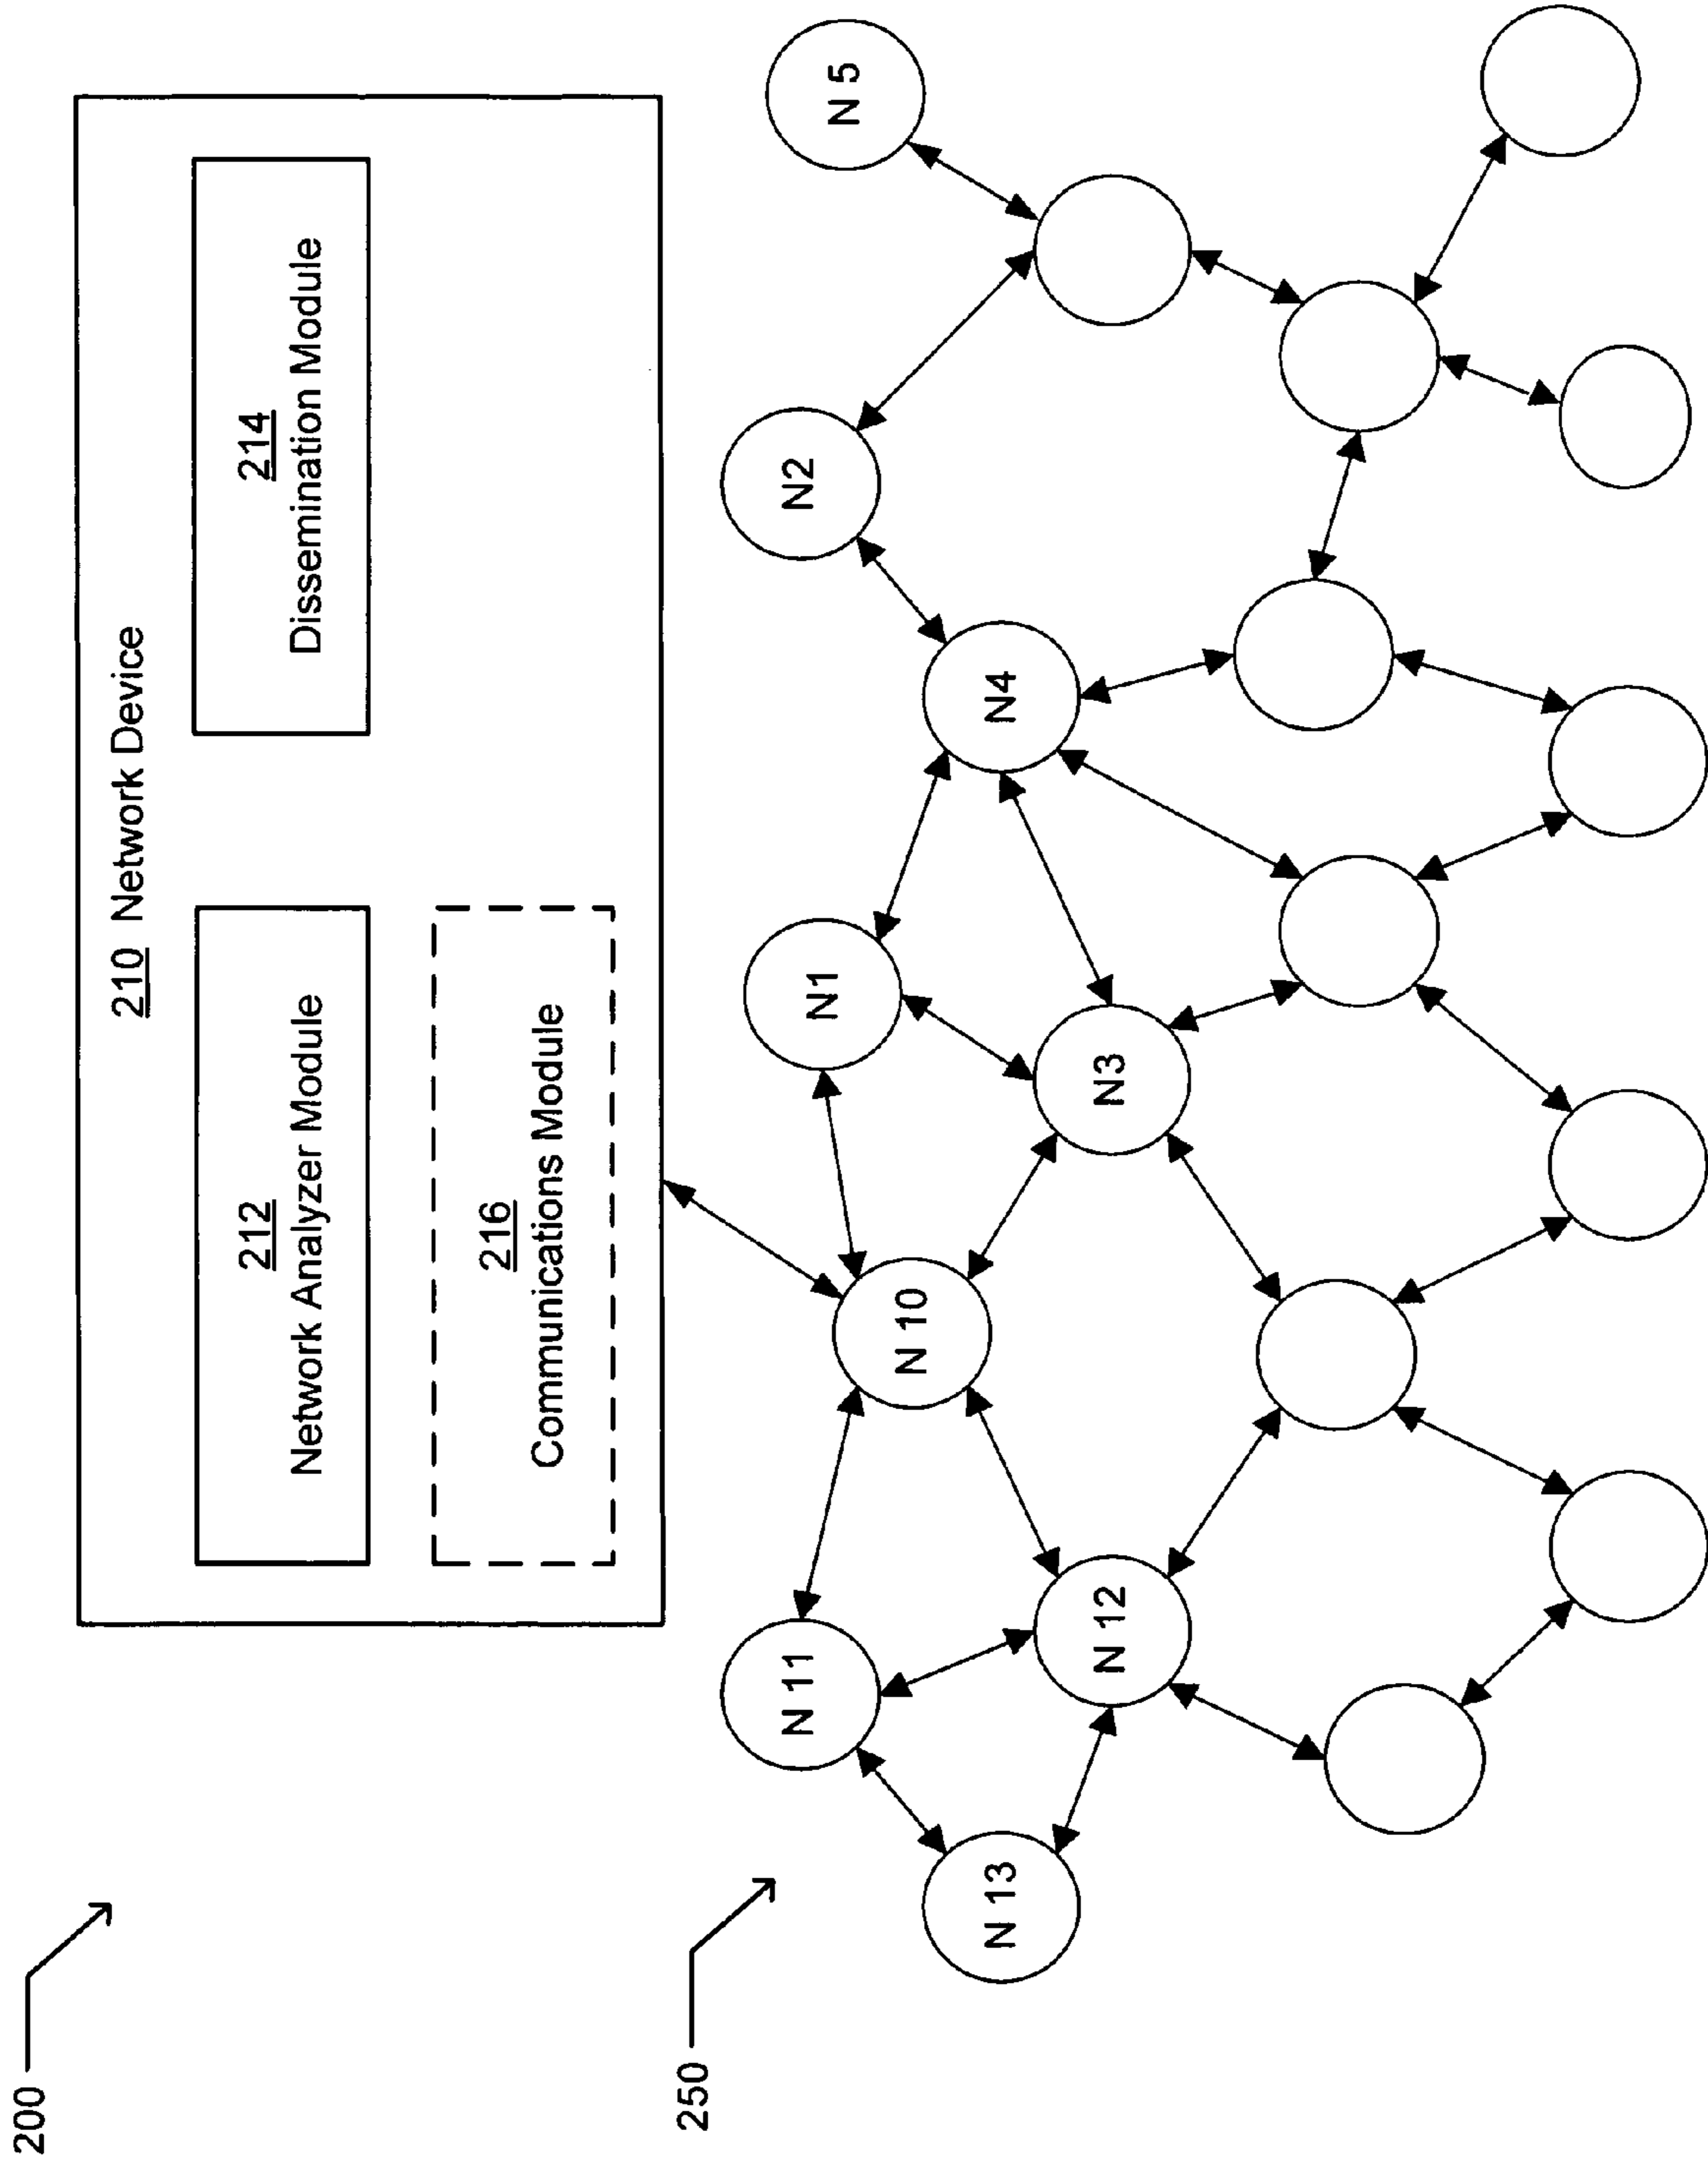 200
210 Network Device
212
Network Analyzer Module
214
Dissemination Module
216
Communications Module
250
N 11
N1
N2
N 5
N 10
N 13
N4
N 12
N3